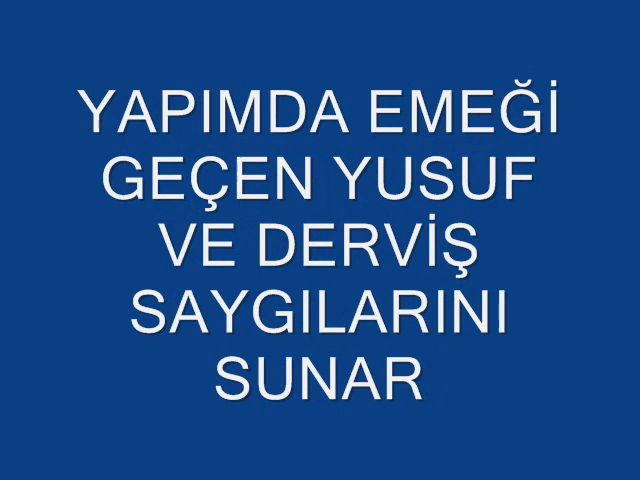 YAPIMDA EMEĞİ
GEÇEN YUSUF
VE DERVİŞ
SAYGILARINI
SUNAR